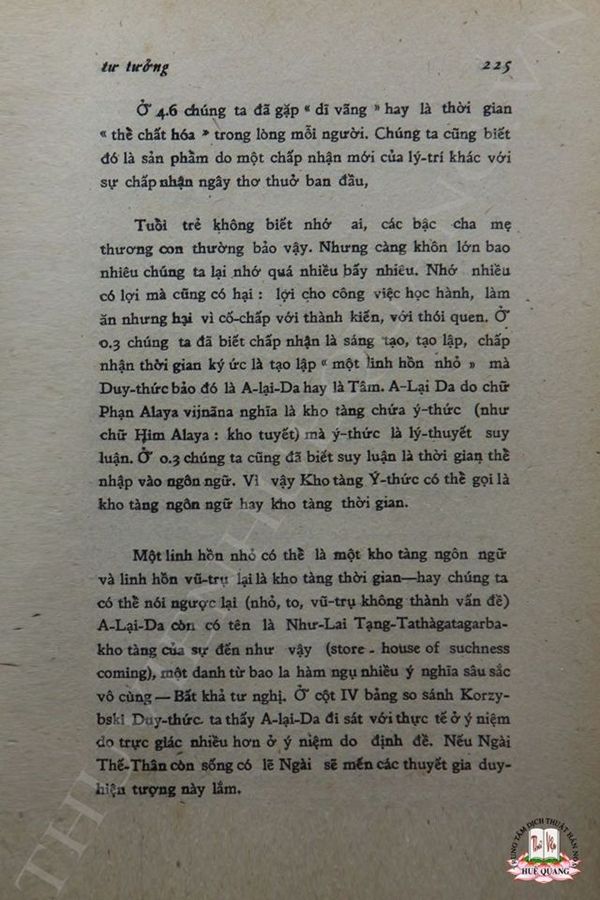 tư tưởng 225
Ở 4.6 chúng ta đã gặp « dĩ vãng » hay là thời gian
« thể chất hóa » trong lòng mỗi người. Chúng ta cũng biết
đó là sản phẩm do một chấp nhận mới của lý-trí khác với
sự chấp nhận ngây thơ thuở ban đầu,
Tuổi trẻ không biết nhớ ai, các bậc cha mẹ
thương con thường bảo vậy. Nhưng càng khôn lớn bao
nhiêu chúng ta lại nhớ quá nhiều bấy nhiêu. Nhớ nhiều
có lợi mà cũng có hại : lợi cho công việc học hành, làm
ăn nhưng hại vì cố-chấp với thành kiến, với thói quen. Ở
0.3 chúng ta đã biết chấp nhận là sáng tạo, tạo lập, chấp
nhận thời gian ký ức là tạo lập « một linh hồn nhỏ » mà
Duy-thức bảo đó là A-lại-Da hay là Tâm. A-Lại Da do chữ
Phạn Alaya vijnãna nghĩa là kho tàng chứa ý-thức (như
chữ Him Alaya : kho tuyết) mà ý-thức là lý-thuyết suy
luận. Ở 0.3 chúng ta cũng đã biết suy luận là thời gian thể
nhập vào ngôn ngữ. Vì vậy Kho tàng Ý-thức có thể gọi là
kho tàng ngôn ngữ hay kho tàng thời gian.
Một linh hồn nhỏ có thể là một kho tàng ngôn ngữ
và linh hồn vũ-trụ lại là kho tàng thời gian—hay chúng ta
có thể nói ngược lại (nhỏ, to, vũ-trụ không thành vấn đề)
A-Lại-Da còn có tên là Như-Lai Tạng-Tathàgatagarba-
kho tàng của sự đến như vậy (store - house of suchness
coming), một danh từ bao la hàm ngụ nhiều ý nghĩa sâu sắc
vô cùng — Bất khả tư nghị. Ở cột IV bảng so sánh Korzy-
bski Duy-thức. ta thấy A-lại-Da đi sát với thực tế ở ý niệm
do trực giác nhiều hơn ở ý niệm do định đề. Nếu Ngài
Thế-Thân còn sống có lẽ Ngài sẽ mến các thuyết gia duy-
hiện tượng này lắm.
TRUNG TÂM DỊCH THUẬT HÁN NÔM
HUỆ QUANG